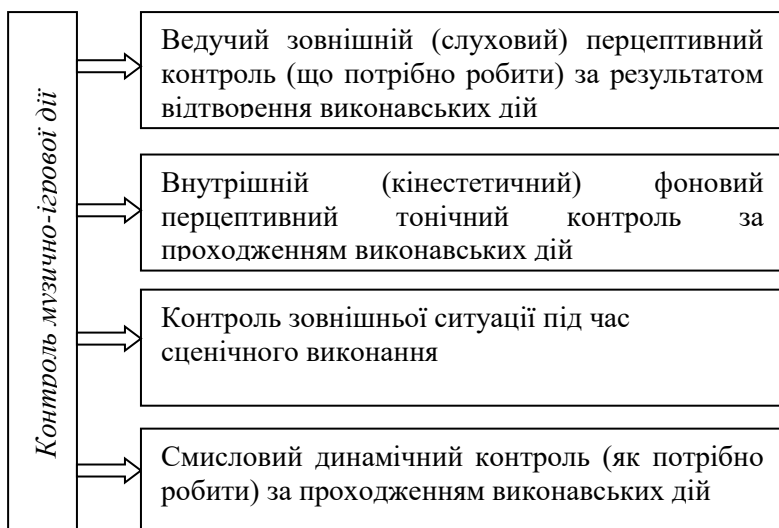 Контроль музично-ігрової дії
Ведучий зовнішній (слуховий) перцептивний
контроль (що потрібно робити) за результатом
відтворення виконавських дій
Внутрішній (кінестетичний) фоновий
перцептивний тонічний контроль за
проходженням виконавських дій
Контроль зовнішньої ситуації під час
сценічного виконання
Смисловий динамічний контроль (як потрібно
робити) за проходженням виконавських дій